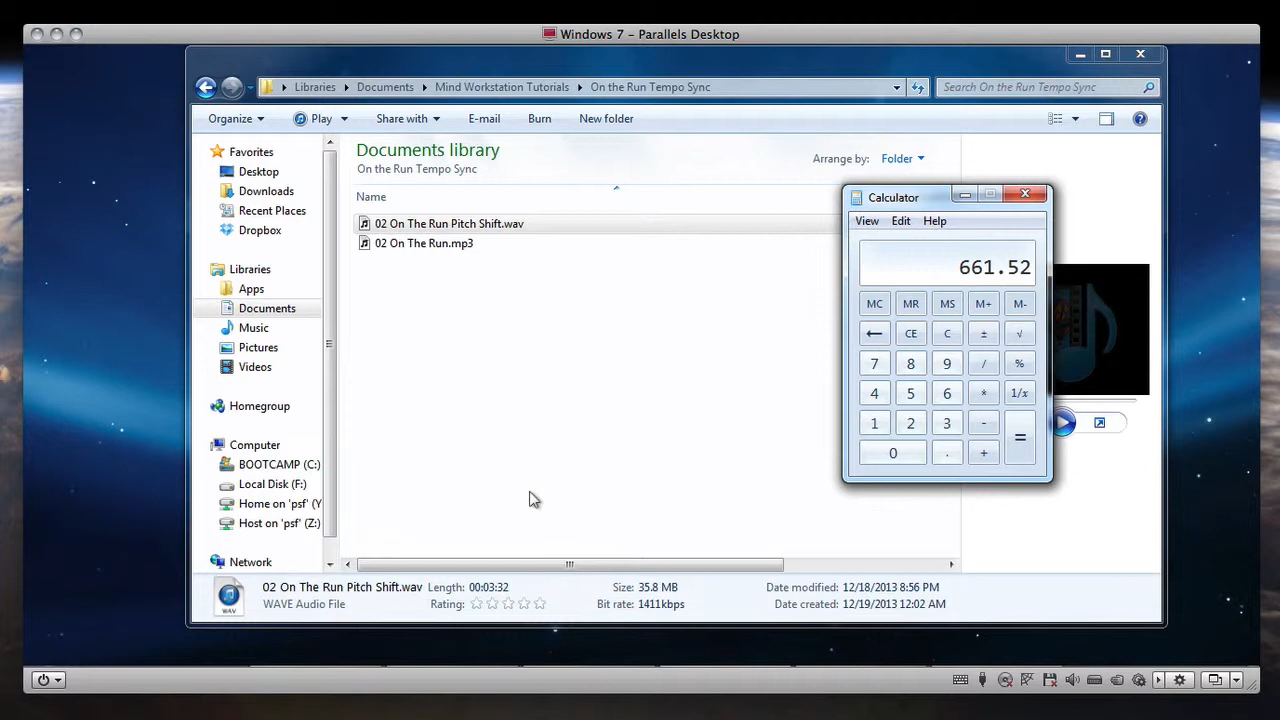 Windows 7 - Parallels Desktop
Libraries Documents Mind Workstation Tutorials On the Run Tempo Sync
Search On the Run Tempo Sync
Organize Play Share with E-mail Burn New folder
Favorites
Desktop
Downloads
Recent Places
Dropbox
Libraries
Apps
Documents
Music
Pictures
Videos
Homegroup
Computer
BOOTCAMP (C:)
Local Disk (F:)
Home on 'psf' (Y
Host on 'psf' (Z:)
Network
Documents library
On the Run Tempo Sync
Arrange by: Folder
Name
02 On The Run Pitch Shift.wav
02 On The Run.mp3
Calculator
View Edit Help
661.52
MC MR MS M+ M-
← CE C ± √
7 8 9 / %
4 5 6 * 1/x
1 2 3 - =
0 . +
WAV
02 On The Run Pitch Shift.wav Length: 00:03:32 Size: 35.8 MB Date modified: 12/18/2013 8:56 PM
WAVE Audio File Rating: Bit rate: 1411kbps Date created: 12/19/2013 12:02 AM